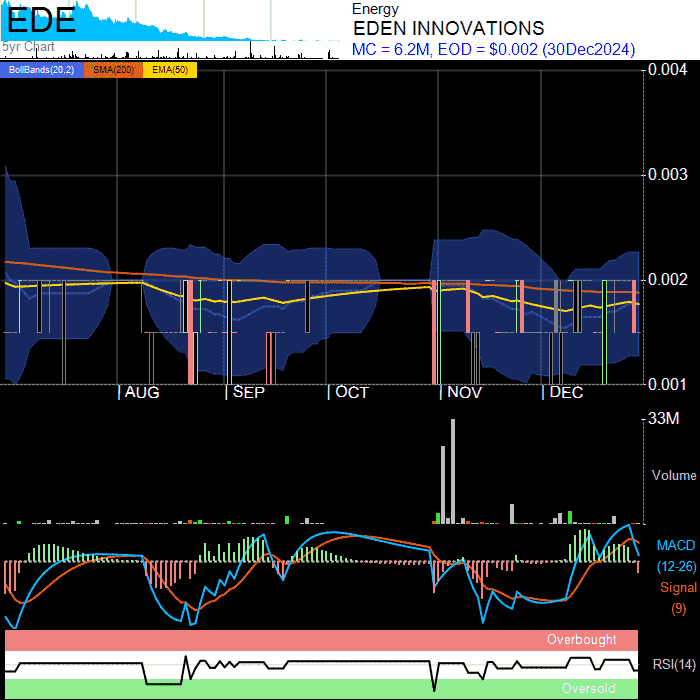 EDE
5yr Chart
Energy
EDEN INNOVATIONS
MC = 6.2M, EOD = $0.002 (30Dec2024)
BollBands(20,2) SMA(200) EMA(50)
0.004
0.003
0.002
0.001
AUG SEP OCT NOV DEC
33M
Volume
MACD
(12-26)
Signal
(9)
Overbought
RSI(14)
Oversold